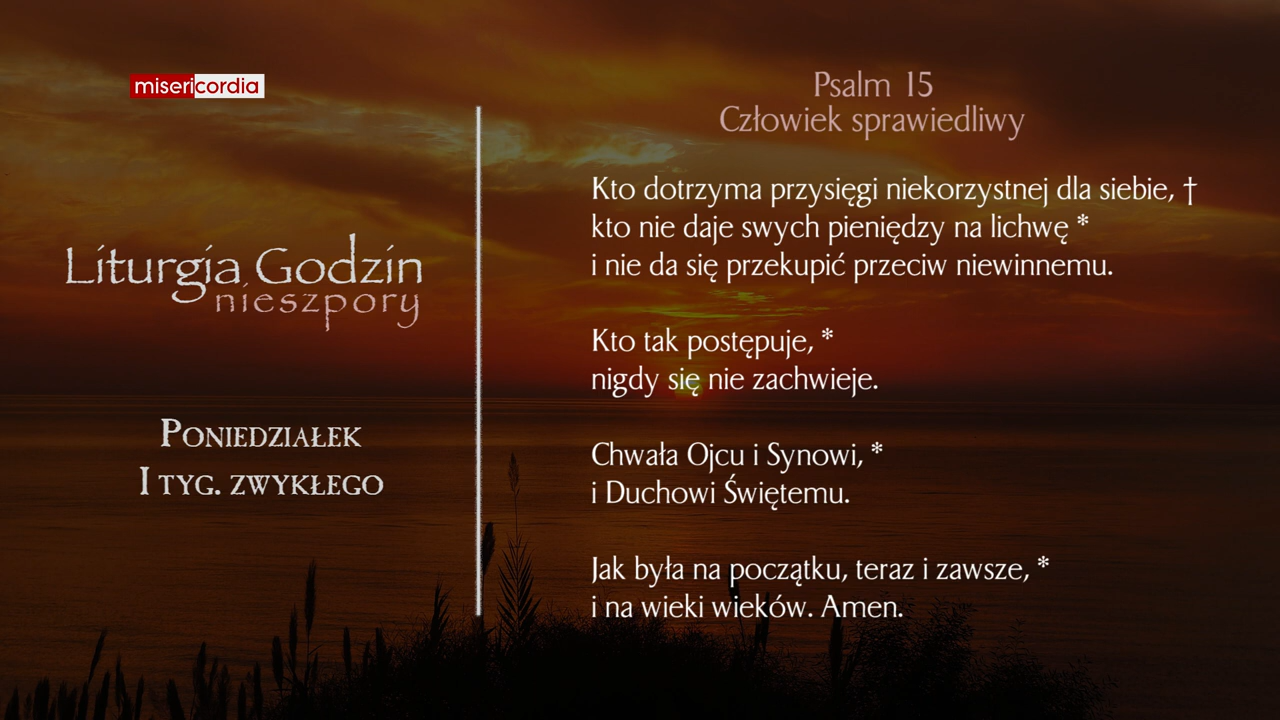 misericordia
Liturgia Godzin
nieszpory
Poniedziałek
I tyg. zwykłego
Psalm 15
Człowiek sprawiedliwy
Kto dotrzyma przysięgi niekorzystnej dla siebie, †
kto nie daje swych pieniędzy na lichwę *
i nie da się przekupić przeciw niewinnemu.
Kto tak postępuje, *
nigdy się nie zachwieje.
Chwała Ojcu i Synowi, *
i Duchowi Świętemu.
Jak była na początku, teraz i zawsze, *
i na wieki wieków. Amen.